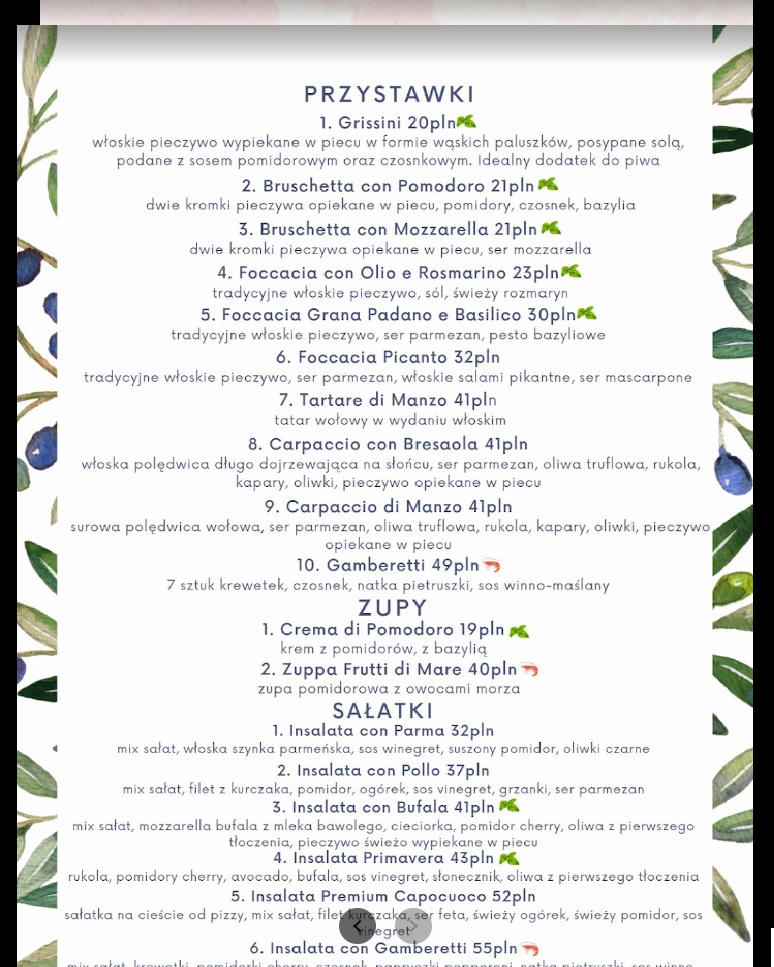 PRZYSTAWKI
1. Grissini 20pln
włoskie pieczywo wypiekane w piecu w formie wąskich paluszków, posypane solą,
podane z sosem pomidorowym oraz czosnkowym. Idealny dodatek do piwa
2. Bruschetta con Pomodoro 21pln
dwie kromki pieczywa opiekane w piecu, pomidory, czosnek, bazylia
3. Bruschetta con Mozzarella 21pln
dwie kromki pieczywa opiekane w piecu, ser mozzarella
4. Foccacia con Olio e Rosmarino 23pln
tradycyjne włoskie pieczywo, sól, świeży rozmaryn
5. Foccacia Grana Padano e Basilico 30pln
tradycyjne włoskie pieczywo, ser parmezan, pesto bazyliowe
6. Foccacia Picanto 32pln
tradycyjne włoskie pieczywo, ser parmezan, włoskie salami pikantne, ser mascarpone
7. Tartare di Manzo 41pln
tatar wołowy w wydaniu włoskim
8. Carpaccio con Bresaola 41pln
włoska polędwica długo dojrzewająca na słońcu, ser parmezan, oliwa truflowa, rukola,
kapary, oliwki, pieczywo opiekane w piecu
9. Carpaccio di Manzo 41pln
surowa polędwica wołowa, ser parmezan, oliwa truflowa, rukola, kapary, oliwki, pieczywo
opiekane w piecu
10. Gamberetti 49pln
7 sztuk krewetek, czosnek, natka pietruszki, sos winno-maślany
ZUPY
1. Crema di Pomodoro 19pln
krem z pomidorów, z bazylią
2. Zuppa Frutti di Mare 40pln
zupa pomidorowa z owocami morza
SAŁATKI
1. Insalata con Parma 32pln
mix sałat, włoska szynka parmeńska, sos winegret, suszony pomidor, oliwki czarne
2. Insalata con Pollo 37pln
mix sałat, filet z kurczaka, pomidor, ogórek, sos vinegret, grzanki, ser parmezan
3. Insalata con Bufala 41pln
mix sałat, mozzarella bufala z mleka bawolego, cieciorka, pomidor cherry, oliwa z pierwszego
tłoczenia, pieczywo świeżo wypiekane w piecu
4. Insalata Primavera 43pln
rukola, pomidory cherry, avocado, bufala, sos vinegret, słonecznik, oliwa z pierwszego tłoczenia
5. Insalata Premium Capocuoco 52pln
sałatka na cieście od pizzy, mix sałat, filet kurczaka, ser feta, świeży ogórek, świeży pomidor, sos
vinegret
6. Insalata con Gamberetti 55pln
mix sałat, krewetki, pomidorki cherry, czosnek, papryczki pepperoni, natka pietruszki, sos winno-